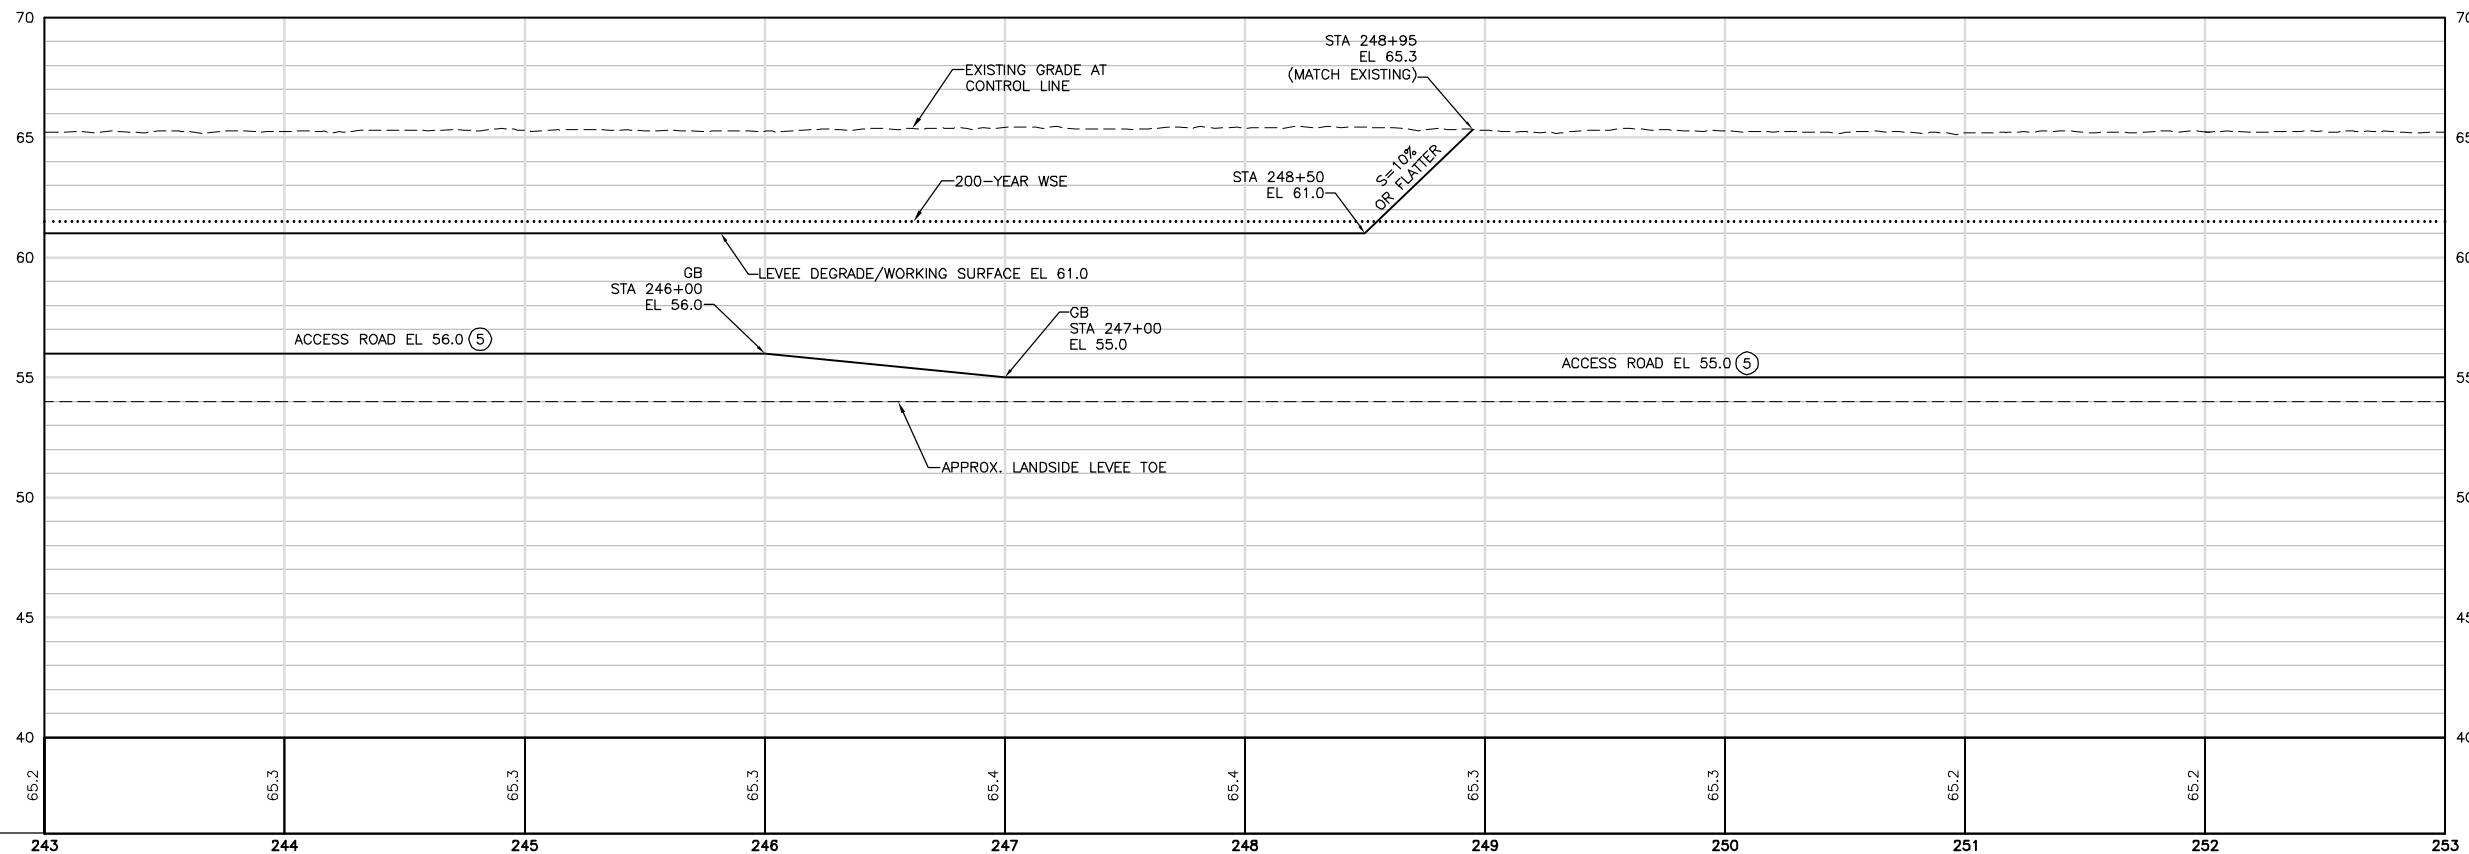 70
70
STA 248+95
EL 65.3
(MATCH EXISTING)
EXISTING GRADE AT
CONTROL LINE
65
65
S=10%
OR FLATTER
200-YEAR WSE
STA 248+50
EL 61.0
60
60
LEVEE DEGRADE/WORKING SURFACE EL 61.0
GB
STA 246+00
EL 56.0
GB
STA 247+00
EL 55.0
ACCESS ROAD EL 56.0 5
ACCESS ROAD EL 55.0 5
55
55
APPROX. LANDSIDE LEVEE TOE
50
50
45
45
40
40
65.2
65.3
65.3
65.3
65.4
65.4
65.3
65.3
65.2
65.2
243
244
245
246
247
248
249
250
251
252
253